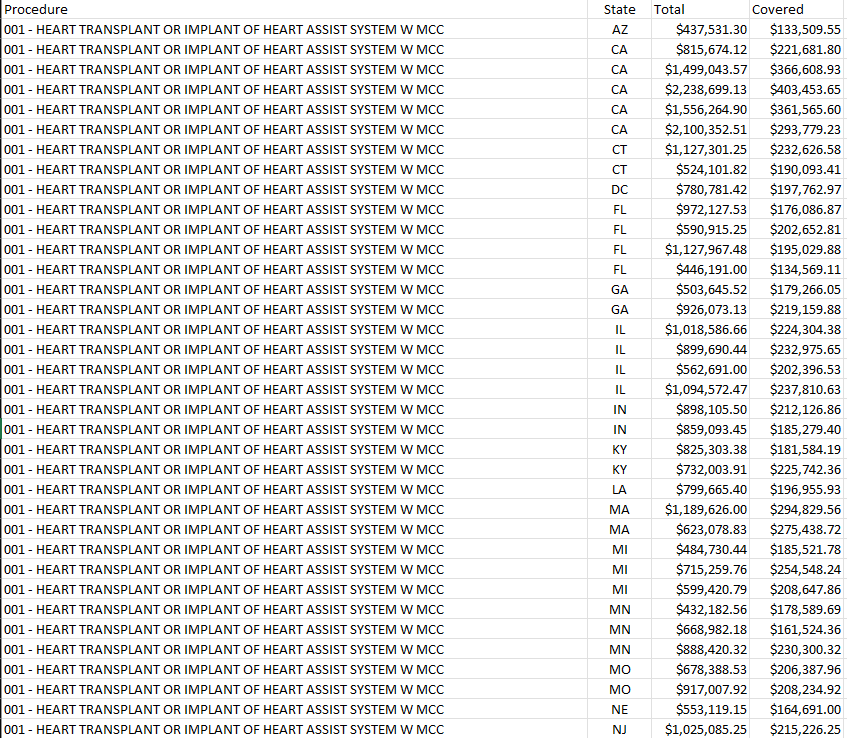 Procedure State Total Covered
001 - HEART TRANSPLANT OR IMPLANT OF HEART ASSIST SYSTEM W MCC AZ $437,531.30 $133,509.55
001 - HEART TRANSPLANT OR IMPLANT OF HEART ASSIST SYSTEM W MCC CA $815,674.12 $221,681.80
001 - HEART TRANSPLANT OR IMPLANT OF HEART ASSIST SYSTEM W MCC CA $1,499,043.57 $366,608.93
001 - HEART TRANSPLANT OR IMPLANT OF HEART ASSIST SYSTEM W MCC CA $2,238,699.13 $403,453.65
001 - HEART TRANSPLANT OR IMPLANT OF HEART ASSIST SYSTEM W MCC CA $1,556,264.90 $361,565.60
001 - HEART TRANSPLANT OR IMPLANT OF HEART ASSIST SYSTEM W MCC CA $2,100,352.51 $293,779.23
001 - HEART TRANSPLANT OR IMPLANT OF HEART ASSIST SYSTEM W MCC CT $1,127,301.25 $232,626.58
001 - HEART TRANSPLANT OR IMPLANT OF HEART ASSIST SYSTEM W MCC CT $524,101.82 $190,093.41
001 - HEART TRANSPLANT OR IMPLANT OF HEART ASSIST SYSTEM W MCC DC $780,781.42 $197,762.97
001 - HEART TRANSPLANT OR IMPLANT OF HEART ASSIST SYSTEM W MCC FL $972,127.53 $176,086.87
001 - HEART TRANSPLANT OR IMPLANT OF HEART ASSIST SYSTEM W MCC FL $590,915.25 $202,652.81
001 - HEART TRANSPLANT OR IMPLANT OF HEART ASSIST SYSTEM W MCC FL $1,127,967.48 $195,029.88
001 - HEART TRANSPLANT OR IMPLANT OF HEART ASSIST SYSTEM W MCC FL $446,191.00 $134,569.11
001 - HEART TRANSPLANT OR IMPLANT OF HEART ASSIST SYSTEM W MCC GA $503,645.52 $179,266.05
001 - HEART TRANSPLANT OR IMPLANT OF HEART ASSIST SYSTEM W MCC GA $926,073.13 $219,159.88
001 - HEART TRANSPLANT OR IMPLANT OF HEART ASSIST SYSTEM W MCC IL $1,018,586.66 $224,304.38
001 - HEART TRANSPLANT OR IMPLANT OF HEART ASSIST SYSTEM W MCC IL $899,690.44 $232,975.65
001 - HEART TRANSPLANT OR IMPLANT OF HEART ASSIST SYSTEM W MCC IL $562,691.00 $202,396.53
001 - HEART TRANSPLANT OR IMPLANT OF HEART ASSIST SYSTEM W MCC IL $1,094,572.47 $237,810.63
001 - HEART TRANSPLANT OR IMPLANT OF HEART ASSIST SYSTEM W MCC IN $898,105.50 $212,126.86
001 - HEART TRANSPLANT OR IMPLANT OF HEART ASSIST SYSTEM W MCC IN $859,093.45 $185,279.40
001 - HEART TRANSPLANT OR IMPLANT OF HEART ASSIST SYSTEM W MCC KY $825,303.38 $181,584.19
001 - HEART TRANSPLANT OR IMPLANT OF HEART ASSIST SYSTEM W MCC KY $732,003.91 $225,742.36
001 - HEART TRANSPLANT OR IMPLANT OF HEART ASSIST SYSTEM W MCC LA $799,665.40 $196,955.93
001 - HEART TRANSPLANT OR IMPLANT OF HEART ASSIST SYSTEM W MCC MA $1,189,626.00 $294,829.56
001 - HEART TRANSPLANT OR IMPLANT OF HEART ASSIST SYSTEM W MCC MA $623,078.83 $275,438.72
001 - HEART TRANSPLANT OR IMPLANT OF HEART ASSIST SYSTEM W MCC MI $484,730.44 $185,521.78
001 - HEART TRANSPLANT OR IMPLANT OF HEART ASSIST SYSTEM W MCC MI $715,259.76 $254,548.24
001 - HEART TRANSPLANT OR IMPLANT OF HEART ASSIST SYSTEM W MCC MI $599,420.79 $208,647.86
001 - HEART TRANSPLANT OR IMPLANT OF HEART ASSIST SYSTEM W MCC MN $432,182.56 $178,589.69
001 - HEART TRANSPLANT OR IMPLANT OF HEART ASSIST SYSTEM W MCC MN $668,982.18 $161,524.36
001 - HEART TRANSPLANT OR IMPLANT OF HEART ASSIST SYSTEM W MCC MN $888,420.32 $230,300.32
001 - HEART TRANSPLANT OR IMPLANT OF HEART ASSIST SYSTEM W MCC MO $678,388.53 $206,387.96
001 - HEART TRANSPLANT OR IMPLANT OF HEART ASSIST SYSTEM W MCC MO $917,007.92 $208,234.92
001 - HEART TRANSPLANT OR IMPLANT OF HEART ASSIST SYSTEM W MCC NE $553,119.15 $164,691.00
001 - HEART TRANSPLANT OR IMPLANT OF HEART ASSIST SYSTEM W MCC NJ $1,025,085.25 $215,226.25